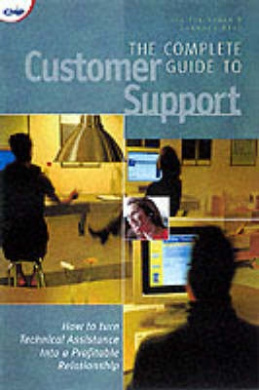 THE COMPLETE
Customer
GUIDE TO
Support
How to turn
Technical Assistance
Into a Profitable
Relationship